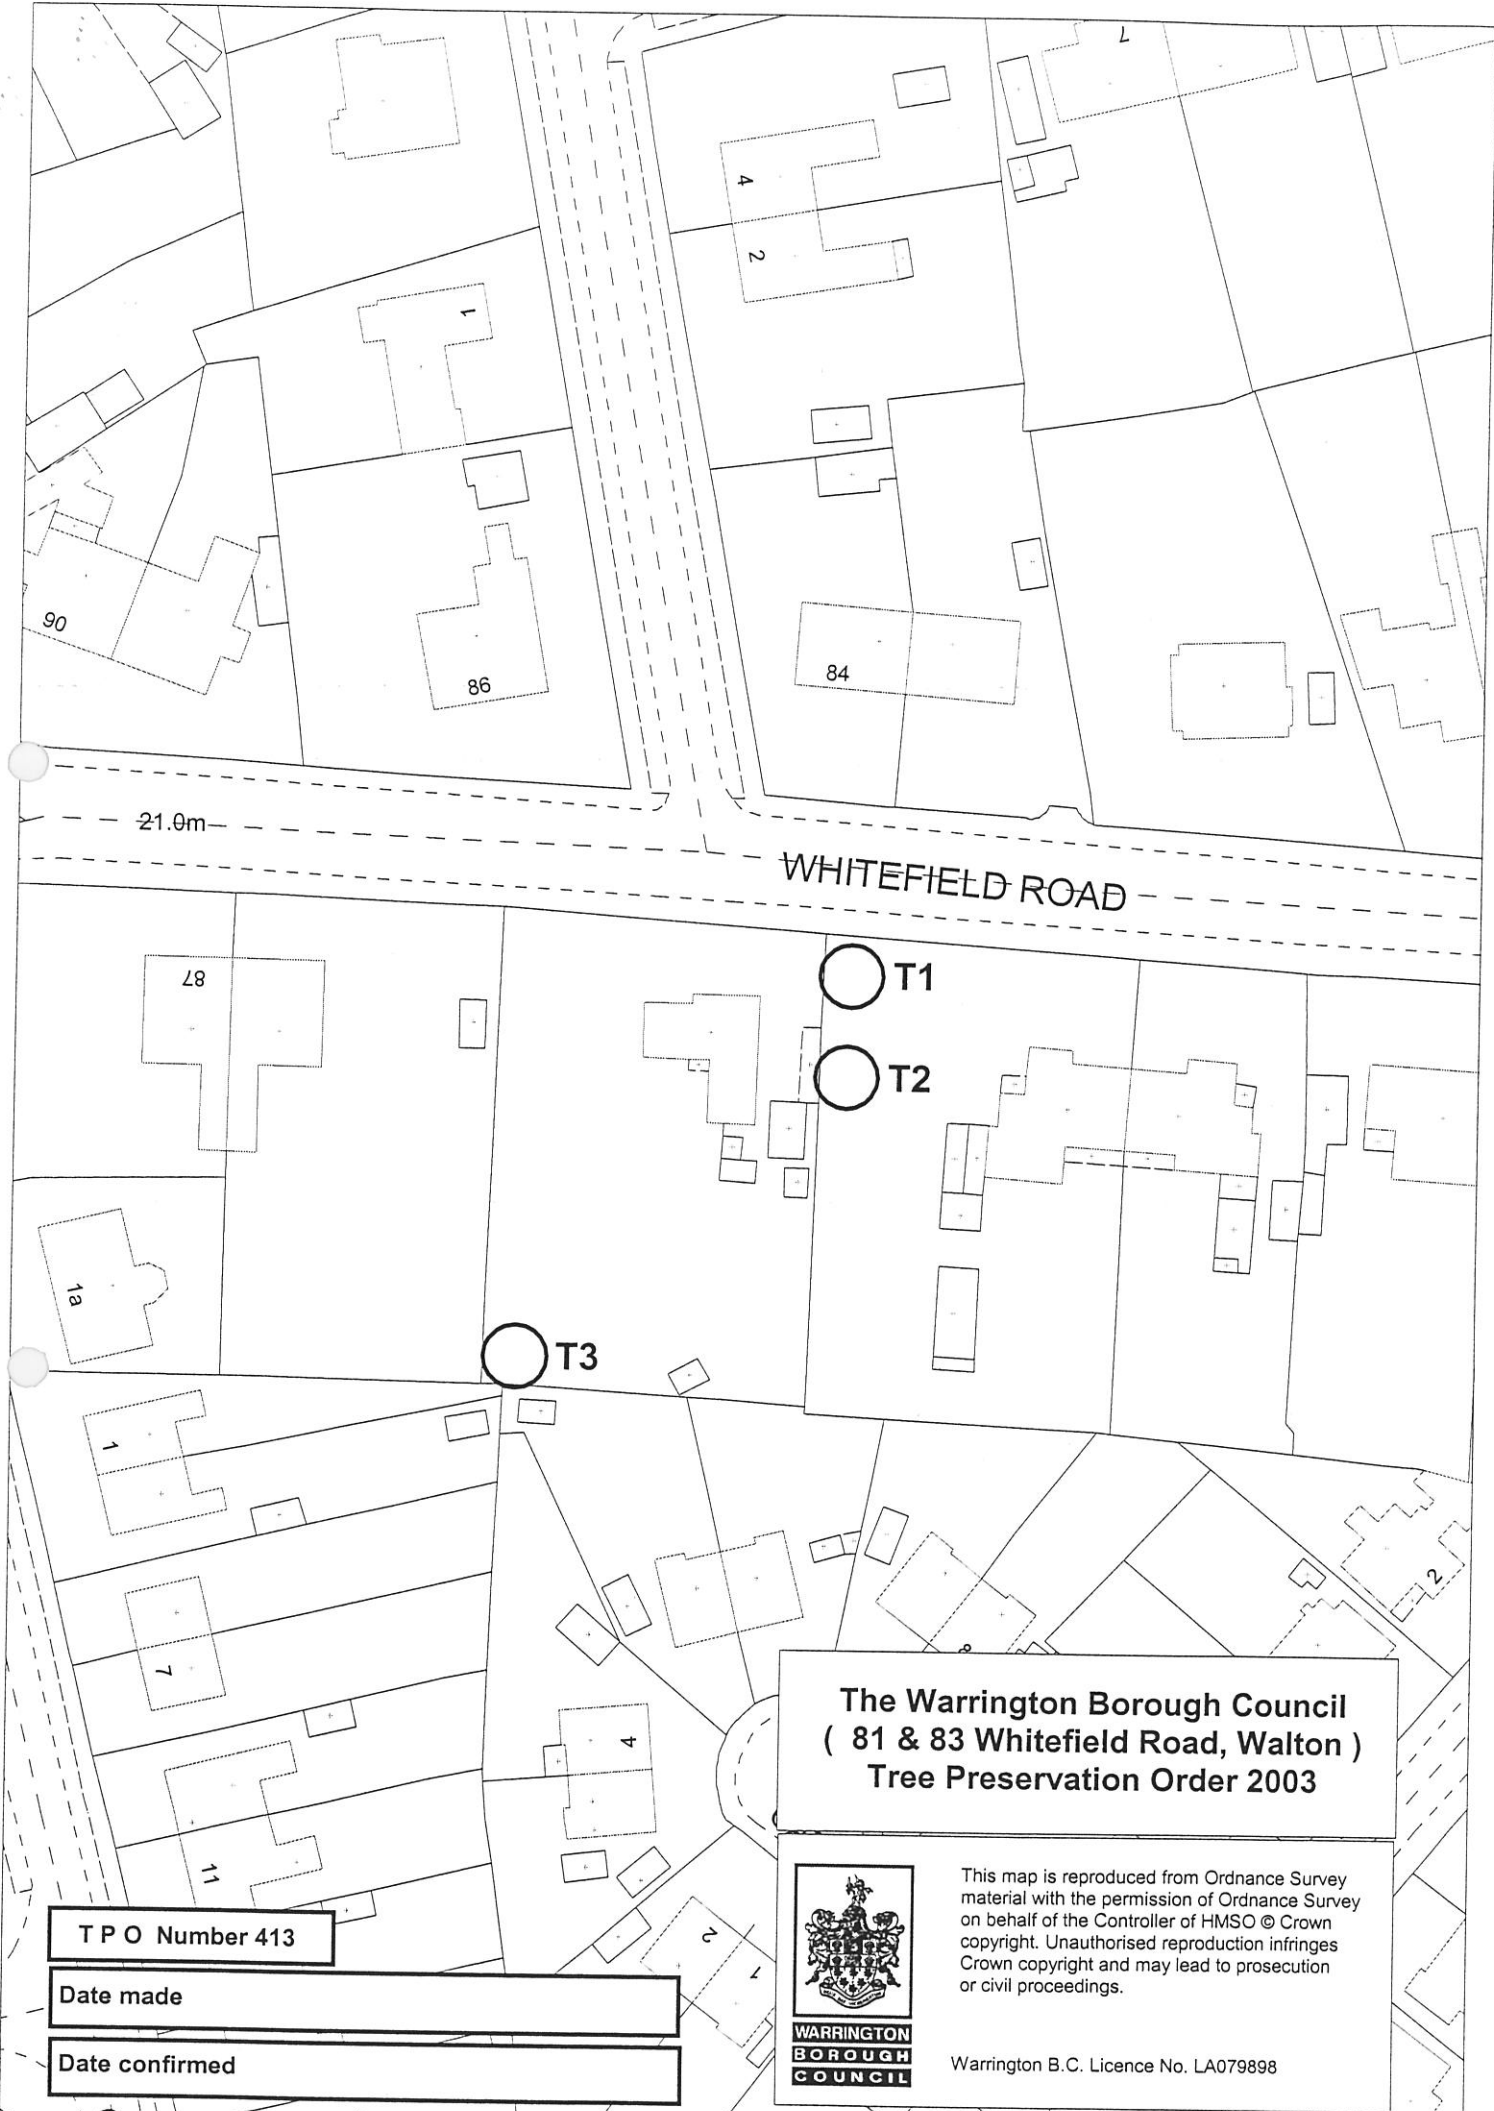 7
4
2
1
90
86
84
21.0m
WHITEFIELD ROAD
87
T1
T2
1a
T3
1
7
4
11
2
1
2
The Warrington Borough Council
( 81 & 83 Whitefield Road, Walton )
Tree Preservation Order 2003
T P O Number 413
Date made
Date confirmed
WARRINGTON
BOROUGH
COUNCIL
This map is reproduced from Ordnance Survey
material with the permission of Ordnance Survey
on behalf of the Controller of HMSO © Crown
copyright. Unauthorised reproduction infringes
Crown copyright and may lead to prosecution
or civil proceedings.
Warrington B.C. Licence No. LA079898